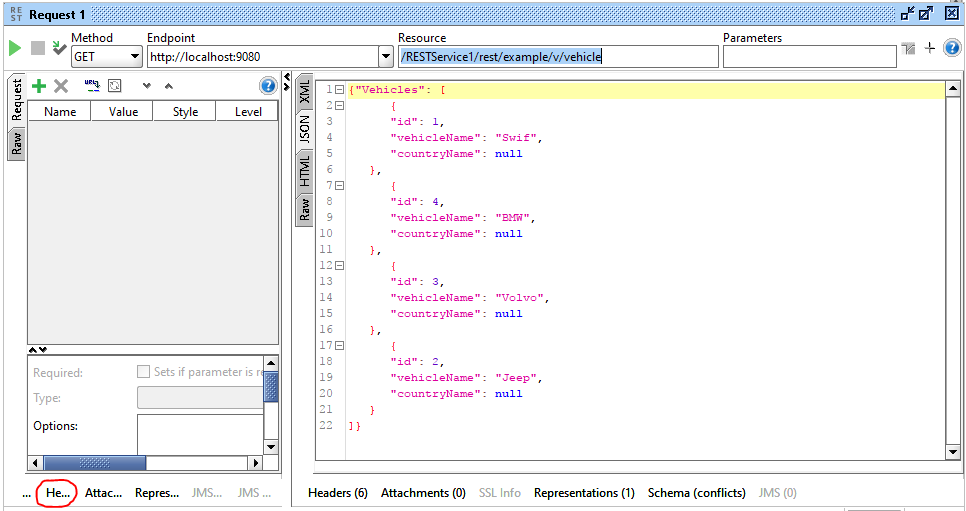 RE ST Request 1
Method Endpoint Resource Parameters
GET http://localhost:9080 /RESTService1/rest/example/v/vehicle
Request
Raw
Name Value Style Level
Required: Sets if parameter is re
Type:
Options:
... He... Attac... Repres... JMS... JMS ...
XML
JSON
HTML
Raw
1 {"Vehicles": [
2 {
3 "id": 1,
4 "vehicleName": "Swif",
5 "countryName": null
6 },
7 {
8 "id": 4,
9 "vehicleName": "BMW",
10 "countryName": null
11 },
12 {
13 "id": 3,
14 "vehicleName": "Volvo",
15 "countryName": null
16 },
17 {
18 "id": 2,
19 "vehicleName": "Jeep",
20 "countryName": null
21 }
22 ]}
Headers (6) Attachments (0) SSL Info Representations (1) Schema (conflicts) JMS (0)